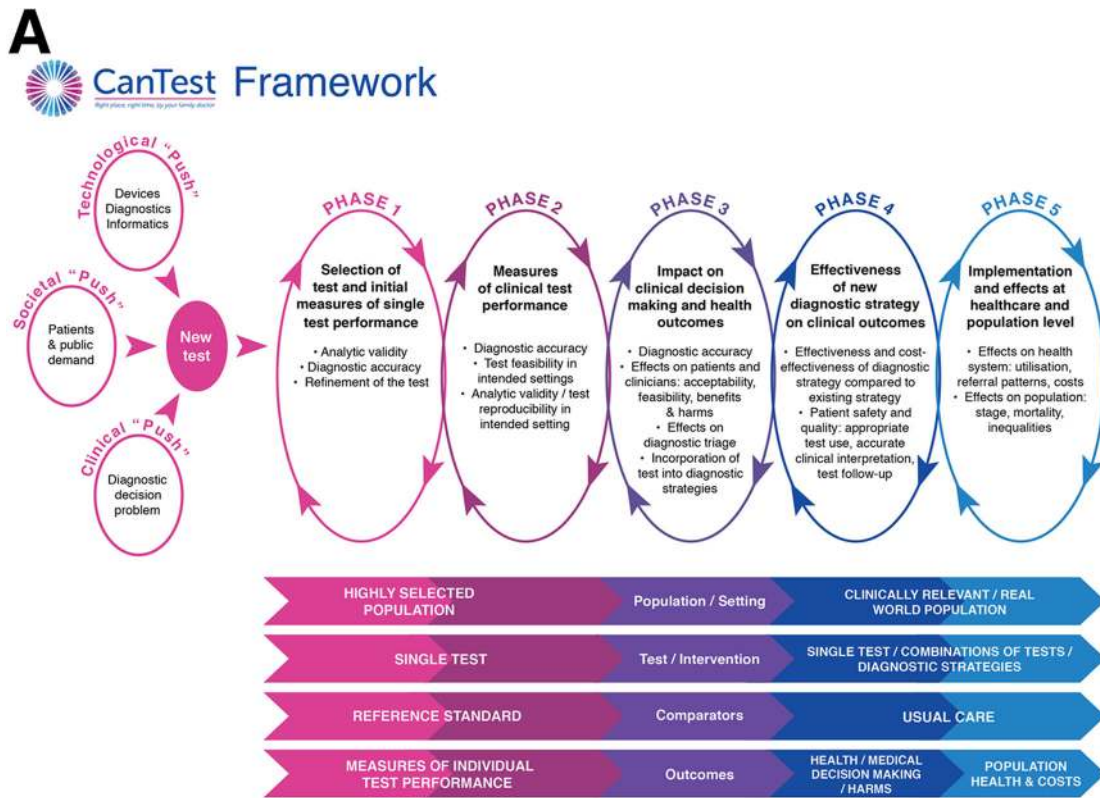 A
CanTest Framework
Right place, right time, by your family doctor
Technological “Push”
Devices
Diagnostics
Informatics
Societal “Push”
Patients
& public
demand
New
test
Clinical “Push”
Diagnostic
decision
problem
PHASE 1
Selection of
test and initial
measures of single
test performance
• Analytic validity
• Diagnostic accuracy
• Refinement of the test
PHASE 2
Measures
of clinical test
performance
• Diagnostic accuracy
• Test feasibility in
intended settings
• Analytic validity / test
reproducibility in
intended setting
PHASE 3
Impact on
clinical decision
making and health
outcomes
• Diagnostic accuracy
• Effects on patients and
clinicians: acceptability,
feasibility, benefits
& harms
• Effects on
diagnostic triage
• Incorporation of
test into diagnostic
strategies
PHASE 4
Effectiveness
of new
diagnostic strategy
on clinical outcomes
• Effectiveness and cost-
effectiveness of diagnostic
strategy compared to
existing strategy
• Patient safety and
quality: appropriate
test use, accurate
clinical interpretation,
test follow-up
PHASE 5
Implementation
and effects at
healthcare and
population level
• Effects on health
system: utilisation,
referral patterns, costs
• Effects on population:
stage, mortality,
inequalities
HIGHLY SELECTED
POPULATION
Population / Setting
CLINICALLY RELEVANT / REAL
WORLD POPULATION
SINGLE TEST
Test / Intervention
SINGLE TEST / COMBINATIONS OF TESTS /
DIAGNOSTIC STRATEGIES
REFERENCE STANDARD
Comparators
USUAL CARE
MEASURES OF INDIVIDUAL
TEST PERFORMANCE
Outcomes
HEALTH / MEDICAL
DECISION MAKING
/ HARMS
POPULATION
HEALTH & COSTS